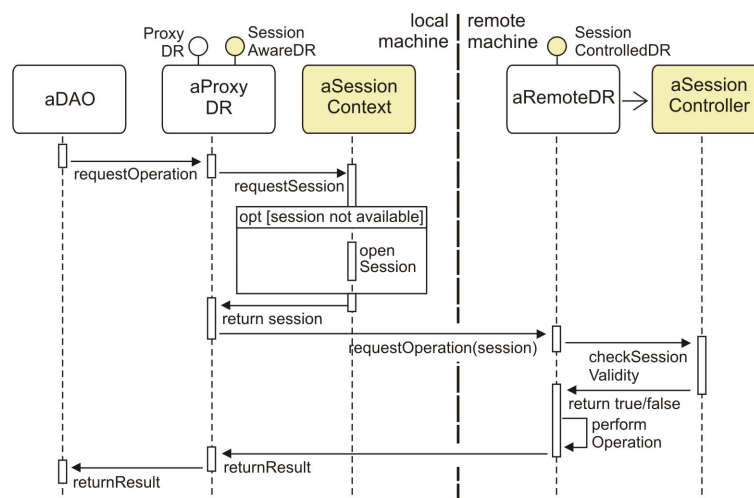 Proxy
DR
Session
AwareDR
local
machine
remote
machine
Session
ControlledDR
aDAO
aProxy
DR
aSession
Context
aRemoteDR
aSession
Controller
requestOperation
requestSession
opt [session not available]
open
Session
return session
requestOperation(session)
checkSession
Validity
return true/false
perform
Operation
returnResult
returnResult